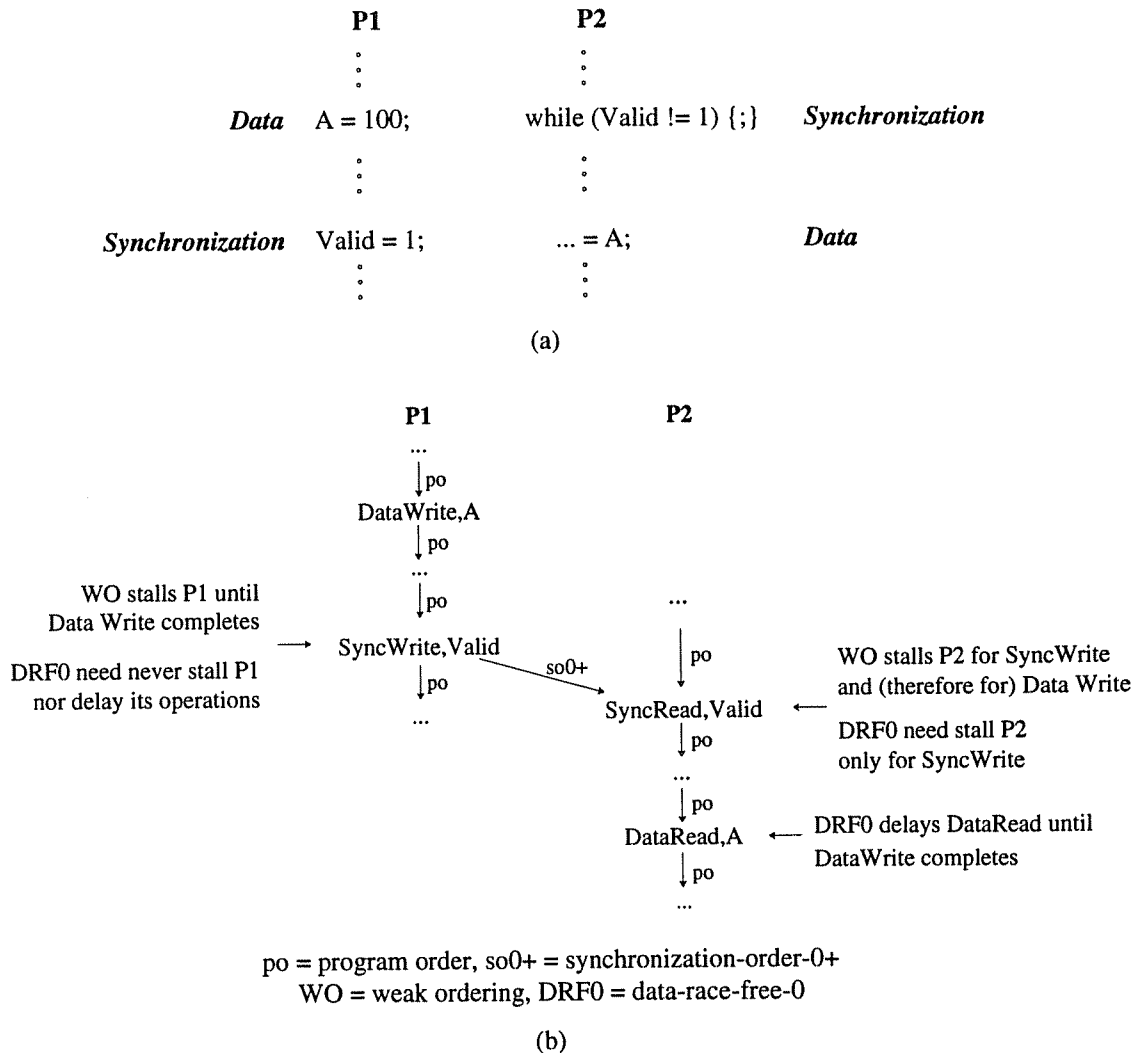 P1 P2
Data A = 100; while (Valid != 1) {;} Synchronization
Synchronization Valid = 1; ... = A; Data
(a)
P1 P2
...
po
DataWrite,A
po
...
WO stalls P1 until
Data Write completes
po
...
SyncWrite,Valid
DRF0 need never stall P1
nor delay its operations
so0+
po
po
WO stalls P2 for SyncWrite
and (therefore for) Data Write
...
SyncRead,Valid
DRF0 need stall P2
only for SyncWrite
po
...
po
DataRead,A
DRF0 delays DataRead until
DataWrite completes
po
...
po = program order, so0+ = synchronization-order-0+
WO = weak ordering, DRF0 = data-race-free-0
(b)